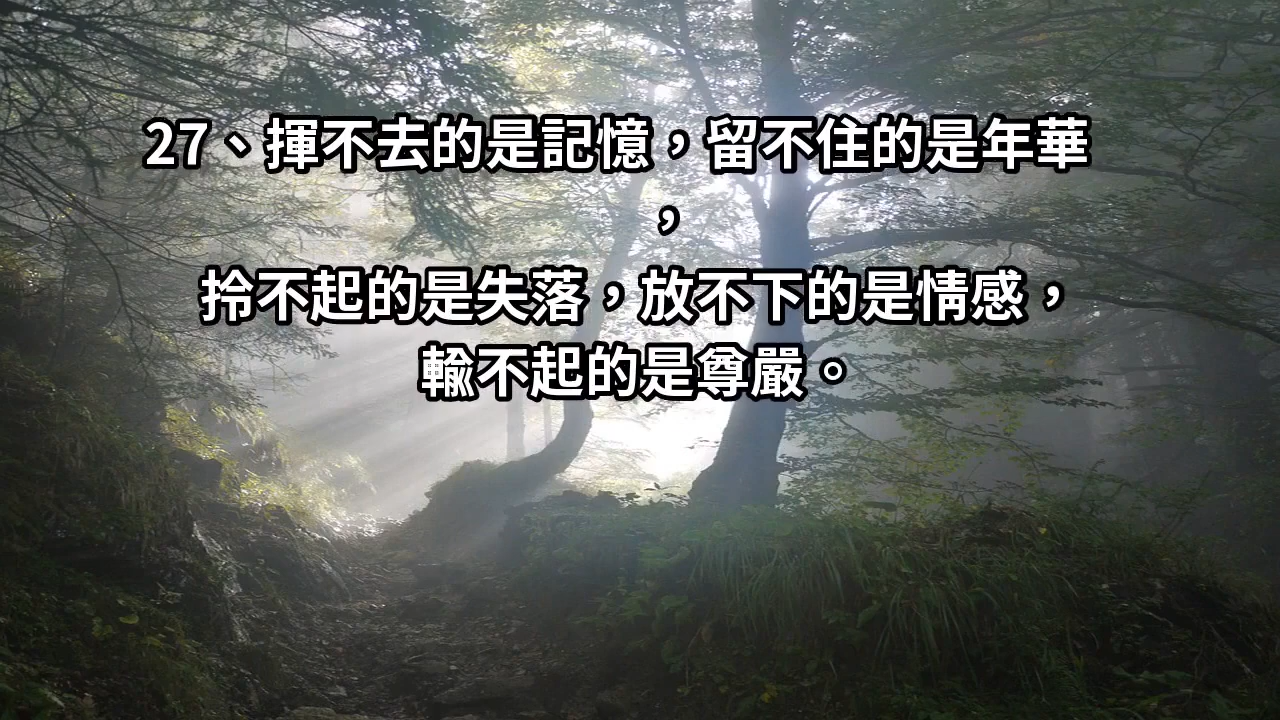 27、揮不去的是記憶，留不住的是年華
，
拎不起的是失落，放不下的是情感，
輸不起的是尊嚴。